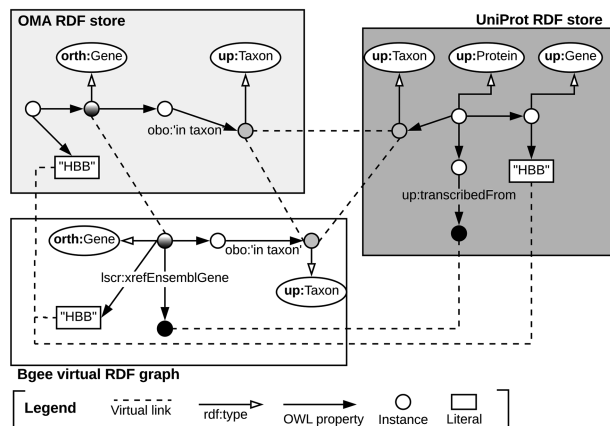 OMA RDF store
orth:Gene
up:Taxon
obo:'in taxon'
"HBB"
UniProt RDF store
up:Taxon
up:Protein
up:Gene
"HBB"
up:transcribedFrom
orth:Gene
obo:'in taxon'
lscr:xrefEnsemblGene
up:Taxon
"HBB"
Bgee virtual RDF graph
Legend
Virtual link
rdf:type
OWL property
Instance
Literal